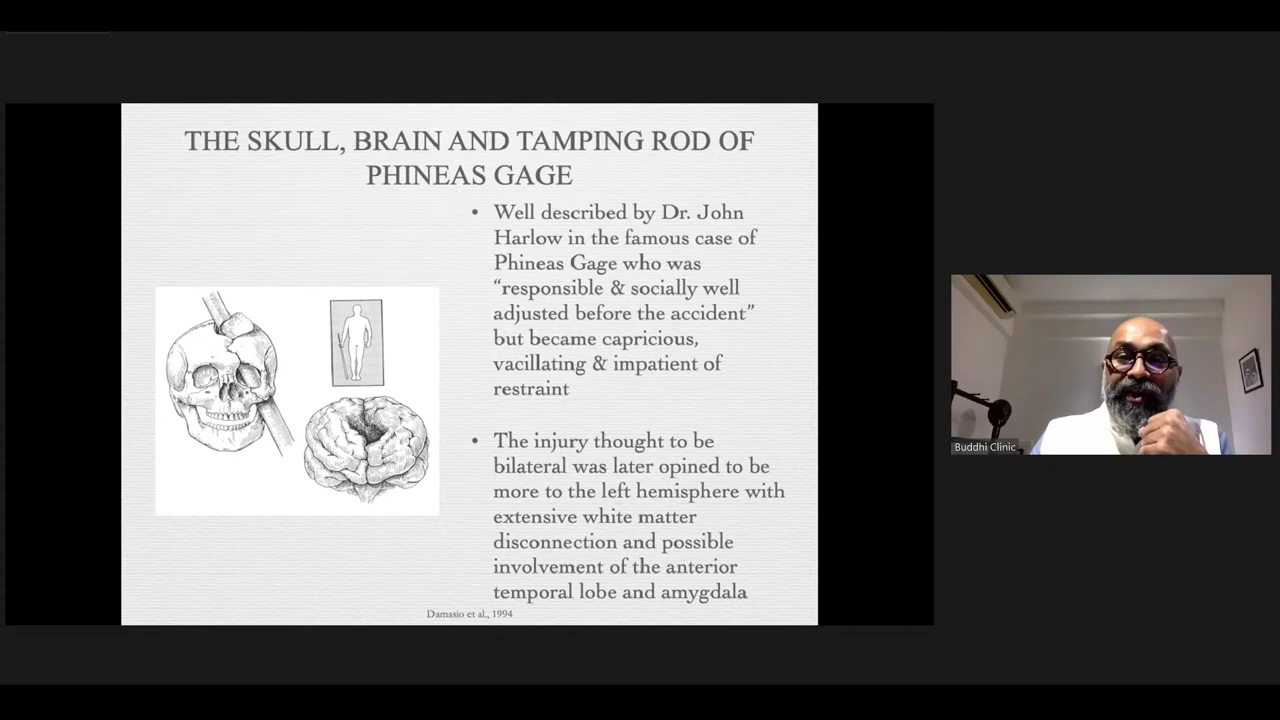 THE SKULL, BRAIN AND TAMPING ROD OF
PHINEAS GAGE
• Well described by Dr. John
Harlow in the famous case of
Phineas Gage who was
“responsible & socially well
adjusted before the accident”
but became capricious,
vacillating & impatient of
restraint
• The injury thought to be
bilateral was later opined to be
more to the left hemisphere with
extensive white matter
disconnection and possible
involvement of the anterior
temporal lobe and amygdala
Damasio et al., 1994
Buddhi Clinic